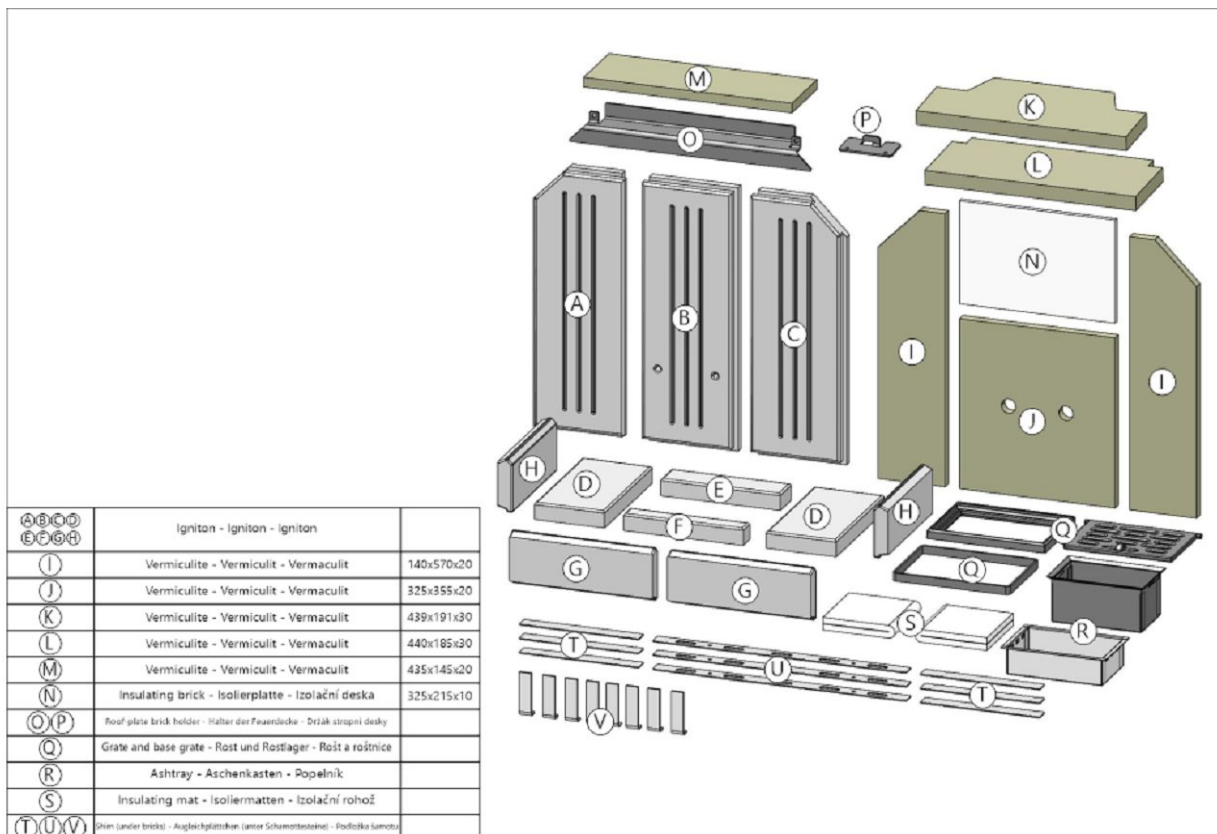 M
K
P
O
L
N
A
B
C
I
I
J
H
D
E
D
H
F
Q
G
G
Q
S
R
T
U
T
V
A B C D
E F G H
Igniton - Igniton - Igniton
I Vermiculite - Vermiculit - Vermaculit 140x570x20
J Vermiculite - Vermiculit - Vermaculit 325x355x20
K Vermiculite - Vermiculit - Vermaculit 439x191x30
L Vermiculite - Vermiculit - Vermaculit 440x185x30
M Vermiculite - Vermiculit - Vermaculit 435x145x20
N Insulating brick - Isolierplatte - Izolační deska 325x215x10
O P Roof plate brick holder - Halter der Feuerdecke - Držák stropní desky
Q Grate and base grate - Rost und Rostlager - Rošt a roštnice
R Ashtray - Aschenkasten - Popelník
S Insulating mat - Isoliermatten - Izolační rohož
T U V Shim (under bricks) - Augleichplättchen (unter Schamottesteine) - Podložka šamotu